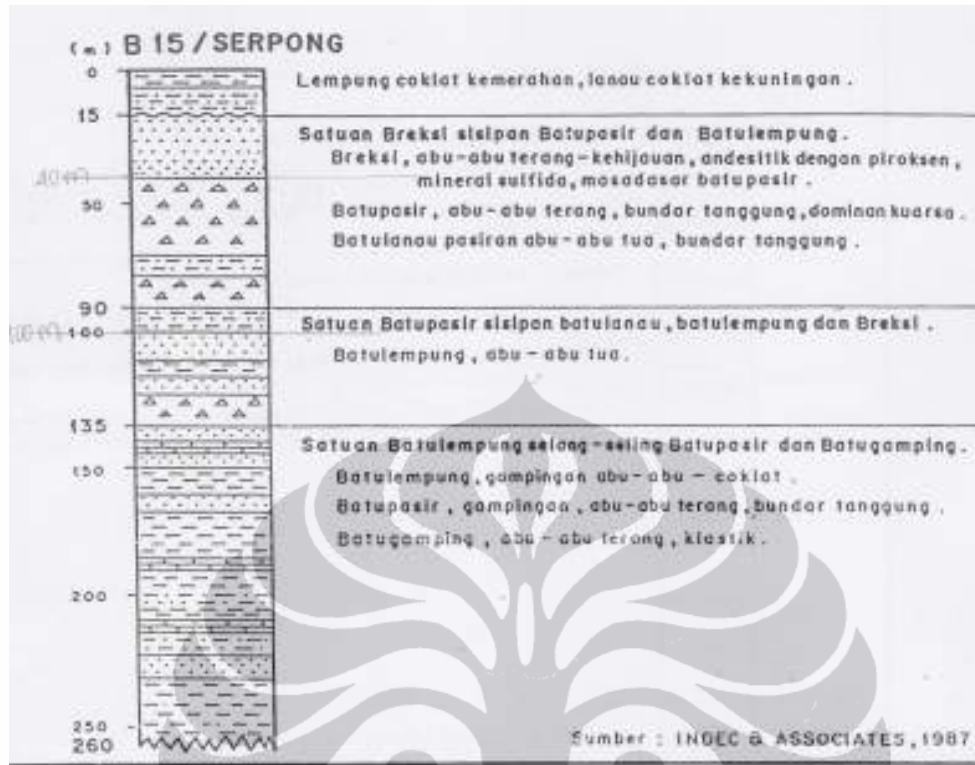 (m) B 15 / SERPONG
0
Lempung coklat kemerahan, lanau coklat kekuningan.
15
Satuan Breksi sisipan Batupasir dan Batulempung.
Breksi, abu-abu terang-kehijauan, andesitik dengan piroksen,
mineral sulfida, masadasar batupasir.
50
Batupasir, abu-abu terang, bundar tanggung, dominan kuarsa.
Batulanau pasiran abu-abu tua, bundar tanggung.
90
Satuan Batupasir sisipan batulanau, batulempung dan Breksi.
100
Batulempung, abu-abu tua.
135
Satuan Batulempung selang-seling Batupasir dan Batugamping.
150
Batulempung, gampingan abu-abu - coklat.
Batupasir, gampingan, abu-abu terang, bundar tanggung.
Batugamping, abu-abu terang, klastik.
200
250
260
Sumber : INDEC & ASSOCIATES, 1987